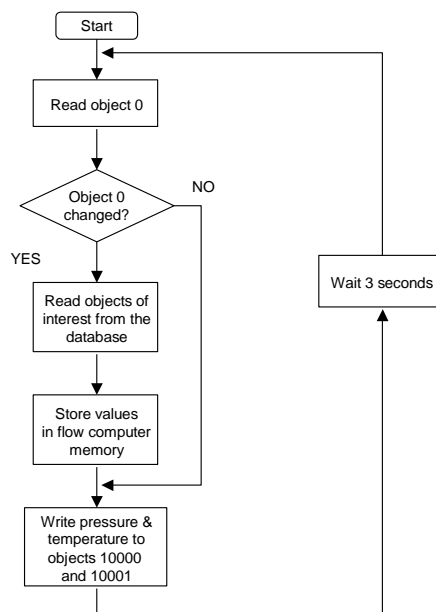 Start
Read object 0
Object 0
changed?
NO
YES
Read objects of
interest from the
database
Wait 3 seconds
Store values
in flow computer
memory
Write pressure &
temperature to
objects 10000
and 10001